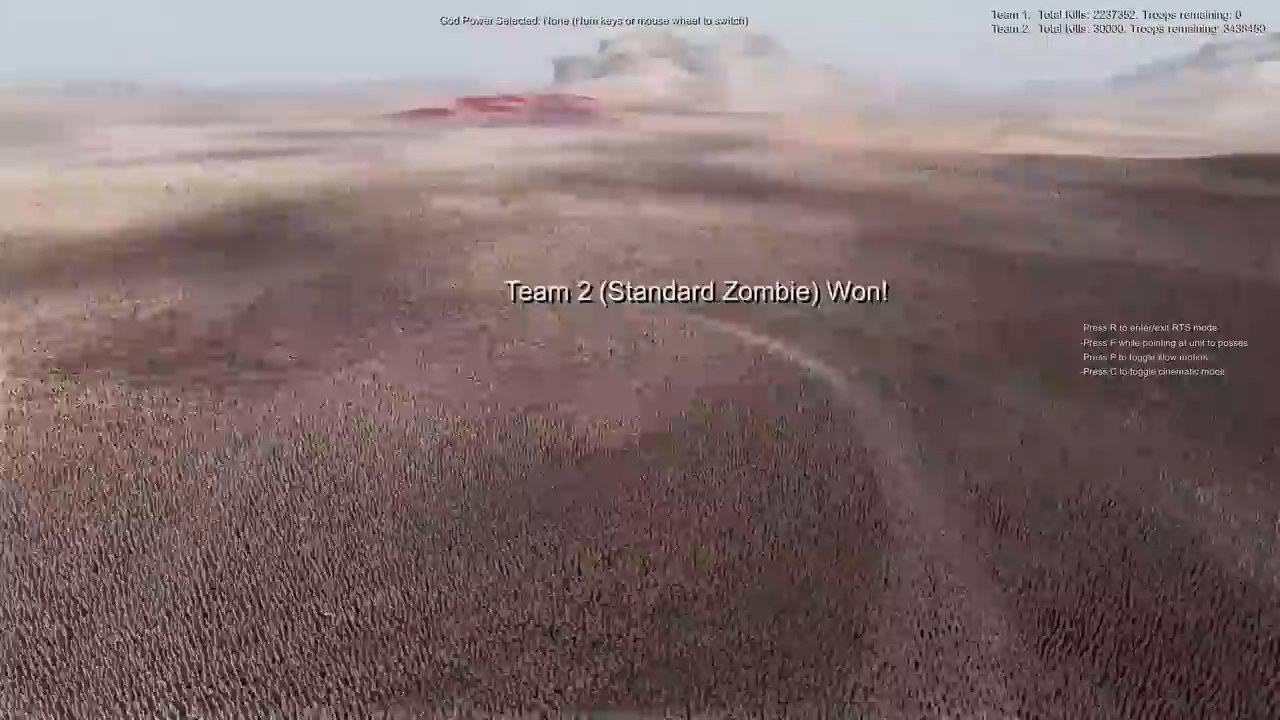 God Power Selected: None (Num keys or mouse wheel to switch)
Team 1. Total Kills: 2237352. Troops remaining: 0
Team 2. Total Kills: 30000. Troops remaining: 3438450
Team 2 (Standard Zombie) Won!
-Press R to enter/exit RTS mode
-Press F while pointing at unit to posses
-Press P to toggle slow motion
-Press C to toggle cinematic mode